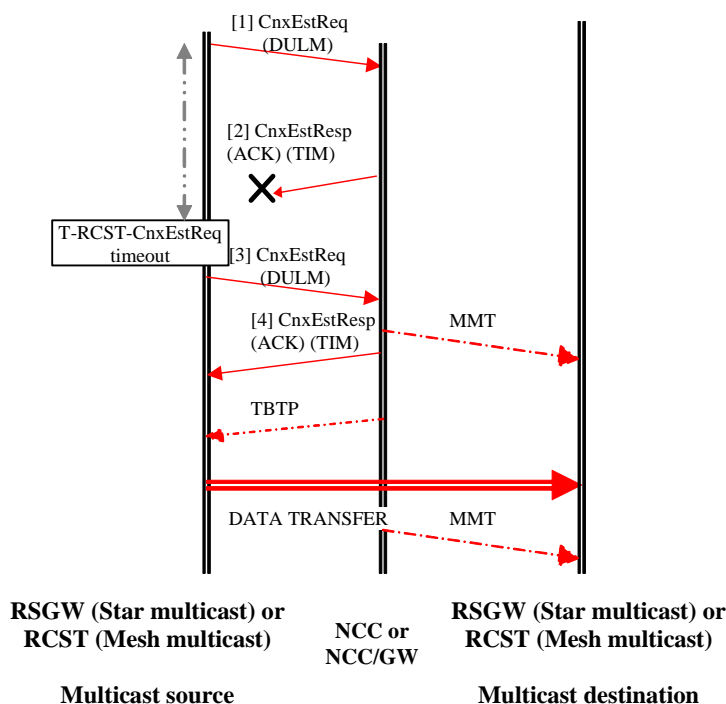 [1] CnxEstReq
(DULM)
[2] CnxEstResp
(ACK) (TIM)
T-RCST-CnxEstReq
timeout
[3] CnxEstReq
(DULM)
[4] CnxEstResp
(ACK) (TIM)
MMT
TBTP
DATA TRANSFER
MMT
RSGW (Star multicast) or
RCST (Mesh multicast)
Multicast source
NCC or
NCC/GW
RSGW (Star multicast) or
RCST (Mesh multicast)
Multicast destination